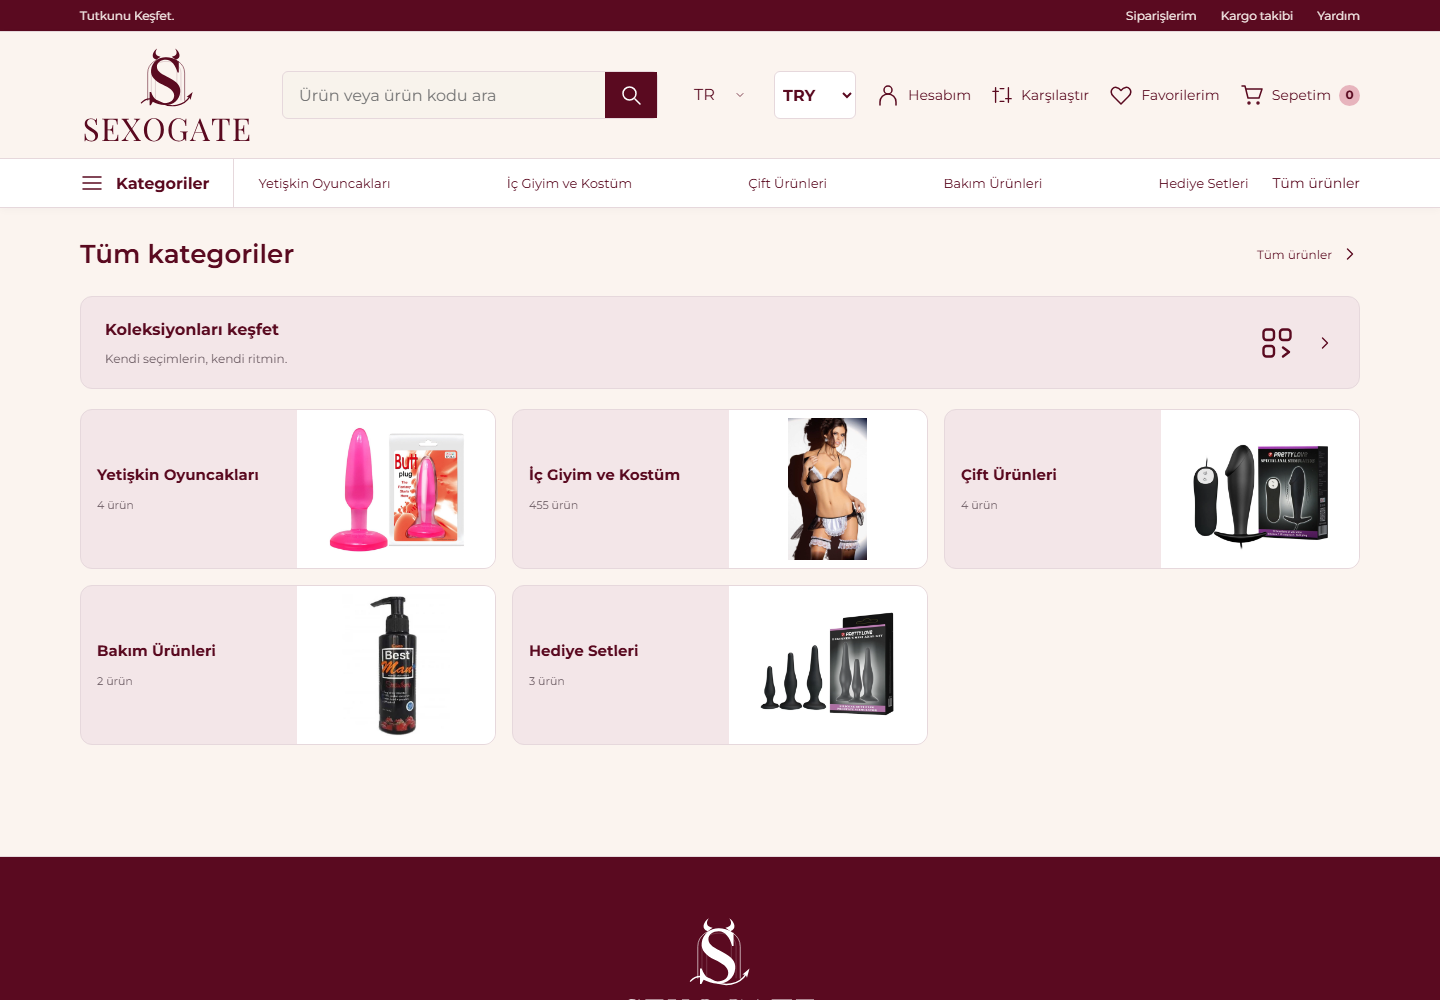 Tutkunu Keşfet.
Siparişlerim
Kargo takibi
Yardım
S
SEXOGATE
Ürün veya ürün kodu ara
TR
TRY
Hesabım
Karşılaştır
Favorilerim
Sepetim 0
Kategoriler
Yetişkin Oyuncakları
İç Giyim ve Kostüm
Çift Ürünleri
Bakım Ürünleri
Hediye Setleri
Tüm ürünler
Tüm kategoriler
Tüm ürünler
Koleksiyonları keşfet
Kendi seçimlerin, kendi ritmin.
Yetişkin Oyuncakları
4 ürün
Butt
plug
İç Giyim ve Kostüm
455 ürün
Çift Ürünleri
4 ürün
PRETTY LOVE
Bakım Ürünleri
2 ürün
Best
Man
Hediye Setleri
3 ürün
PRETTY LOVE
S